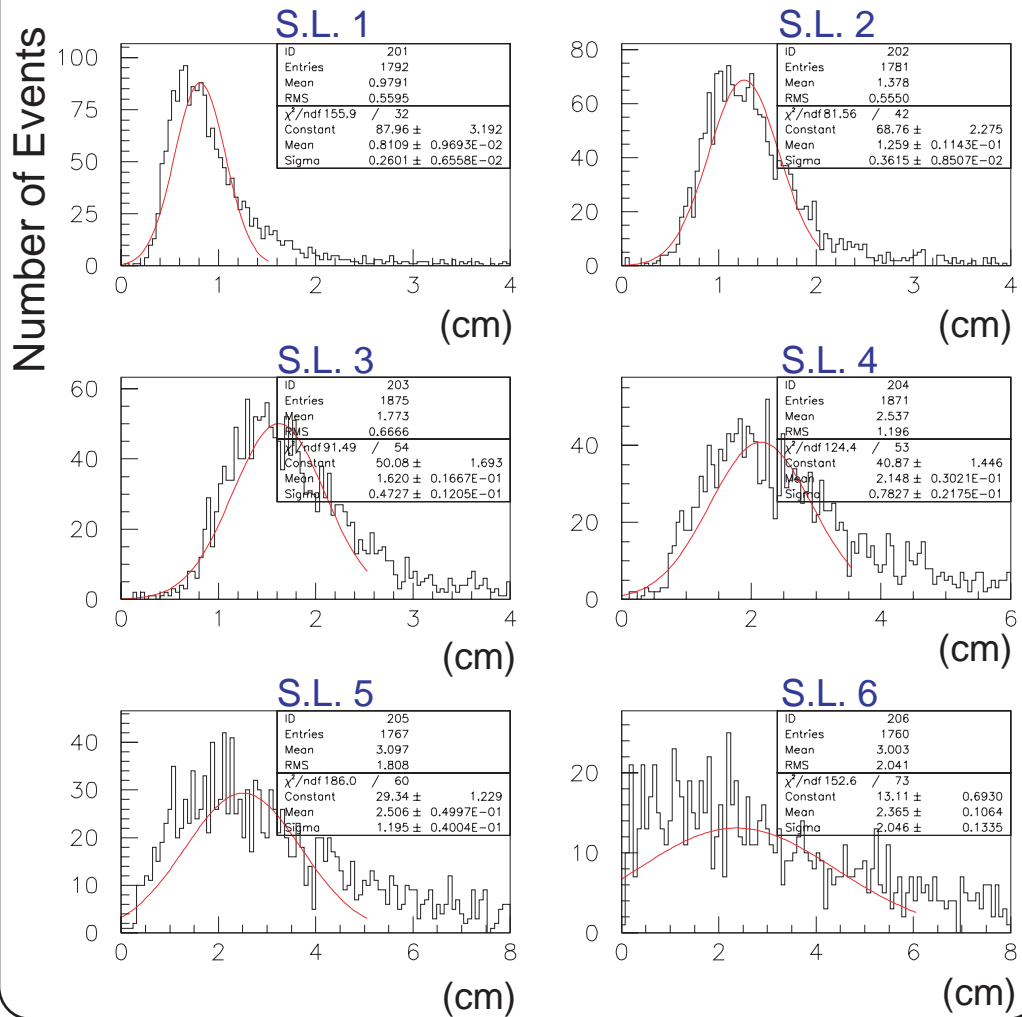 Number of Events
S.L. 1
ID 201
Entries 1792
Mean 0.9791
RMS 0.5595
χ²/ndf 155.9 / 32
Constant 87.96 ± 3.192
Mean 0.8109 ± 0.9693E-02
Sigma 0.2601 ± 0.6558E-02
100
75
50
25
0
0 1 2 3 4
(cm)
S.L. 2
ID 202
Entries 1781
Mean 1.378
RMS 0.5550
χ²/ndf 81.56 / 42
Constant 68.76 ± 2.275
Mean 1.259 ± 0.1143E-01
Sigma 0.3615 ± 0.8507E-02
80
60
40
20
0
0 1 2 3 4
(cm)
S.L. 3
ID 203
Entries 1875
Mean 1.773
RMS 0.6666
χ²/ndf 91.49 / 54
Constant 50.08 ± 1.693
Mean 1.620 ± 0.1667E-01
Sigma 0.4727 ± 0.1205E-01
60
40
20
0
0 1 2 3 4
(cm)
S.L. 4
ID 204
Entries 1871
Mean 2.537
RMS 1.196
χ²/ndf 124.4 / 53
Constant 40.87 ± 1.446
Mean 2.148 ± 0.3021E-01
Sigma 0.7827 ± 0.2175E-01
60
40
20
0
0 2 4 6
(cm)
S.L. 5
ID 205
Entries 1767
Mean 3.097
RMS 1.808
χ²/ndf 186.0 / 60
Constant 29.34 ± 1.229
Mean 2.506 ± 0.4997E-01
Sigma 1.195 ± 0.4004E-01
40
30
20
10
0
0 2 4 6 8
(cm)
S.L. 6
ID 206
Entries 1760
Mean 3.003
RMS 2.041
χ²/ndf 152.6 / 73
Constant 13.11 ± 0.6930
Mean 2.365 ± 0.1064
Sigma 2.046 ± 0.1335
20
10
0
0 2 4 6 8
(cm)